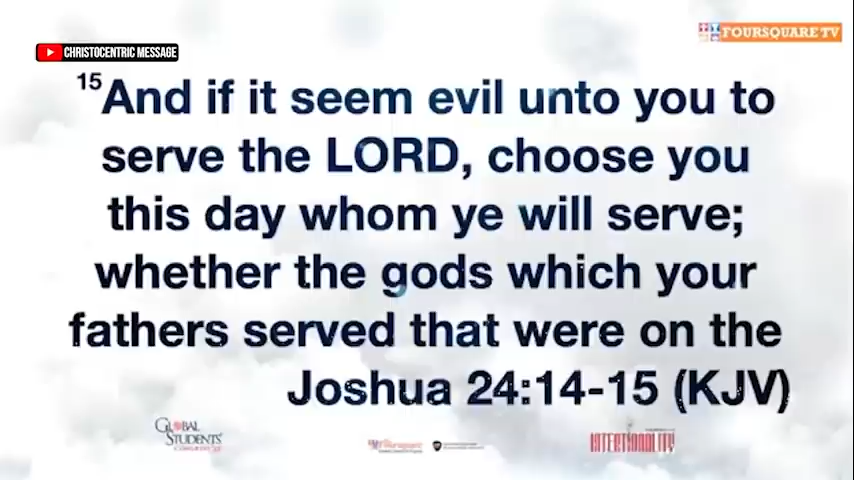 CHRISTOCENTRIC MESSAGE
FOURSQUARE TV
15And if it seem evil unto you to
serve the LORD, choose you
this day whom ye will serve;
whether the gods which your
fathers served that were on the
Joshua 24:14-15 (KJV)
GLOBAL
STUDENTS'
Foursquare
INTENTIONALITY